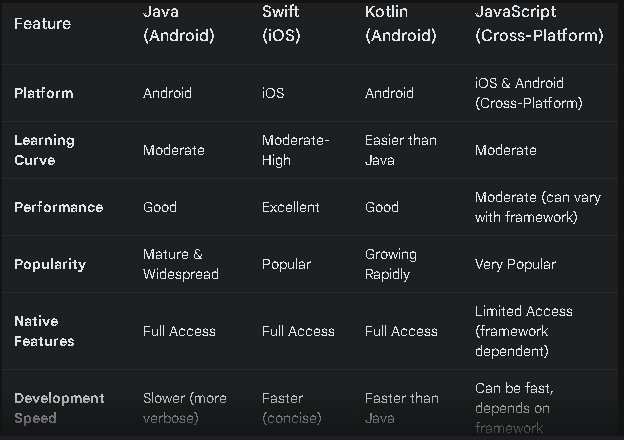 Feature
Java
(Android)
Swift
(iOS)
Kotlin
(Android)
JavaScript
(Cross-Platform)
Platform
Android
iOS
Android
iOS & Android
(Cross-Platform)
Learning
Curve
Moderate
Moderate-
High
Easier than
Java
Moderate
Performance
Good
Excellent
Good
Moderate (can vary
with framework)
Popularity
Mature &
Widespread
Popular
Growing
Rapidly
Very Popular
Native
Features
Full Access
Full Access
Full Access
Limited Access
(framework
dependent)
Development
Speed
Slower (more
verbose)
Faster
(concise)
Faster than
Java
Can be fast,
depends on
framework